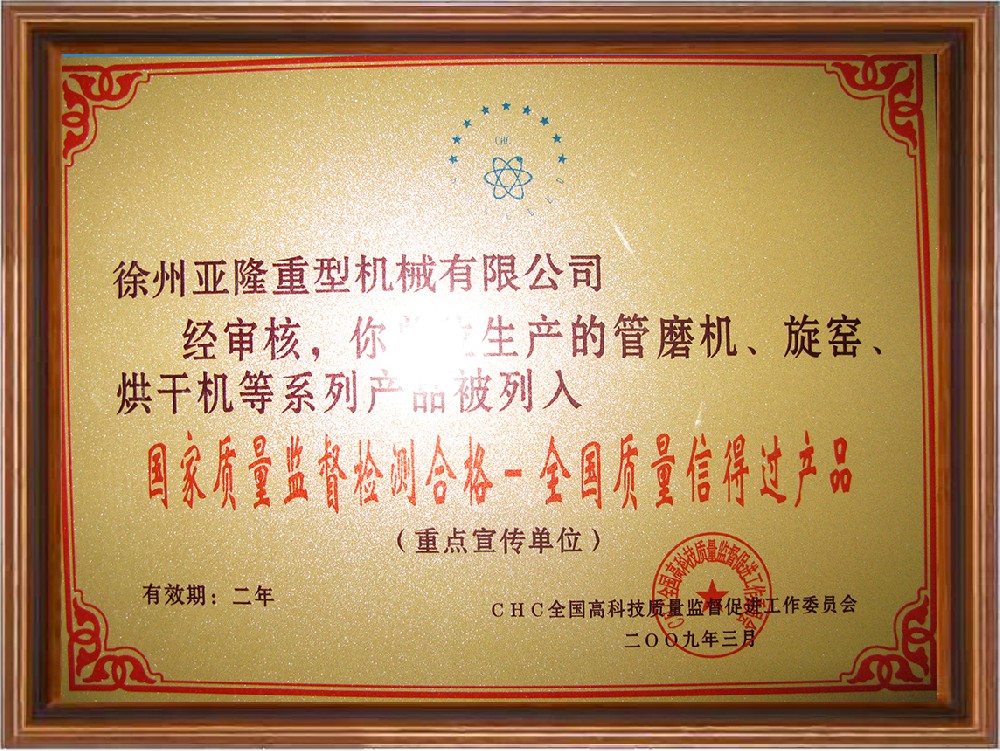 CHC
徐州亚隆重型机械有限公司
经审核，你 生产的管磨机、旋窑、
烘干机等系列产品被列入
国家质量监督检测合格－全国质量信得过产品
（重点宣传单位）
有效期：二年
CHC全国高科技质量监督促进工作委员会
二〇〇九年三月